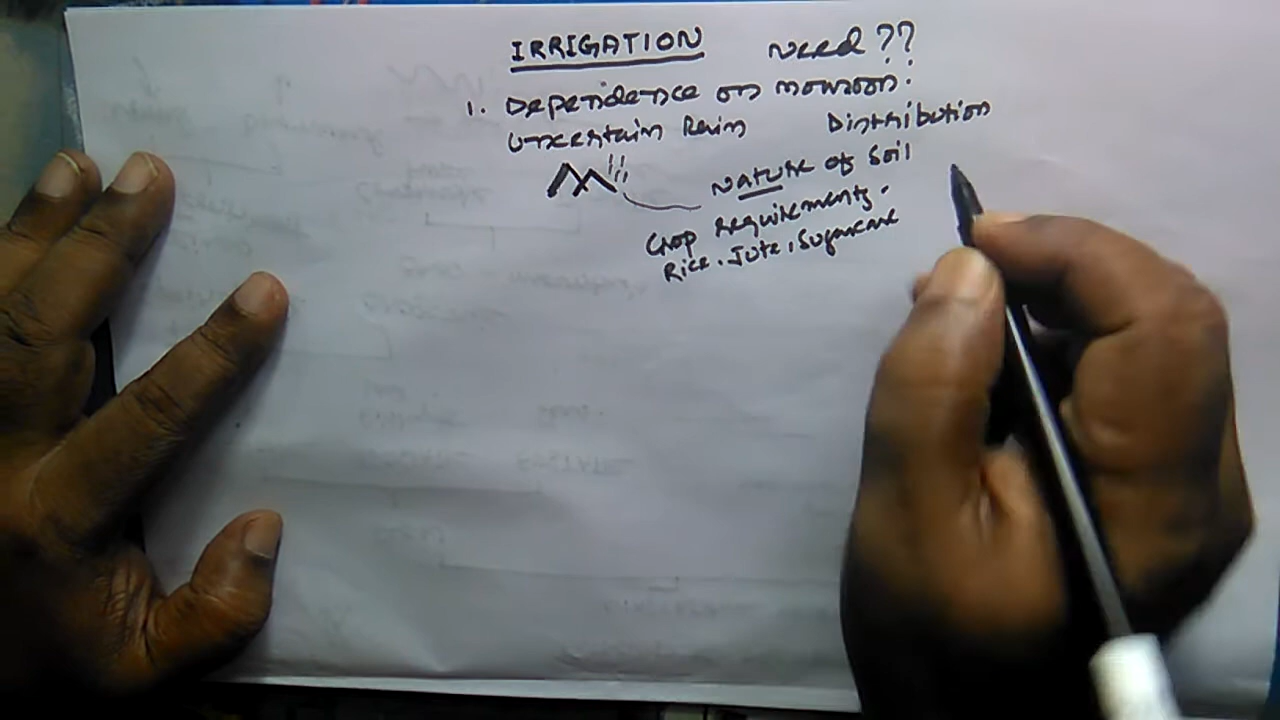 IRRIGATION Need??
1. Dependence on monsoon:
Uncertain Rain Distribution
Nature of Soil
Crop requirements.
Rice, Jute, Sugarcane